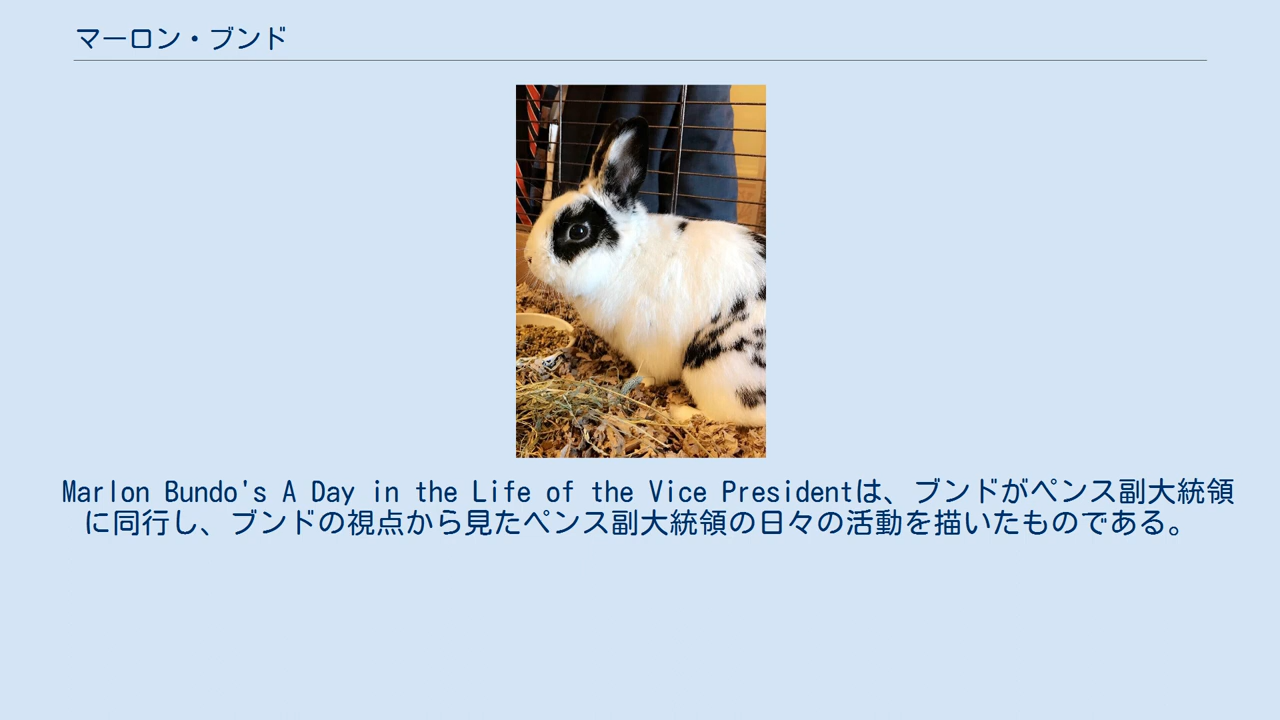 マーロン・ブンド
Marlon Bundo's A Day in the Life of the Vice Presidentは、ブンドがペンス副大統領
に同行し、ブンドの視点から見たペンス副大統領の日々の活動を描いたものである。